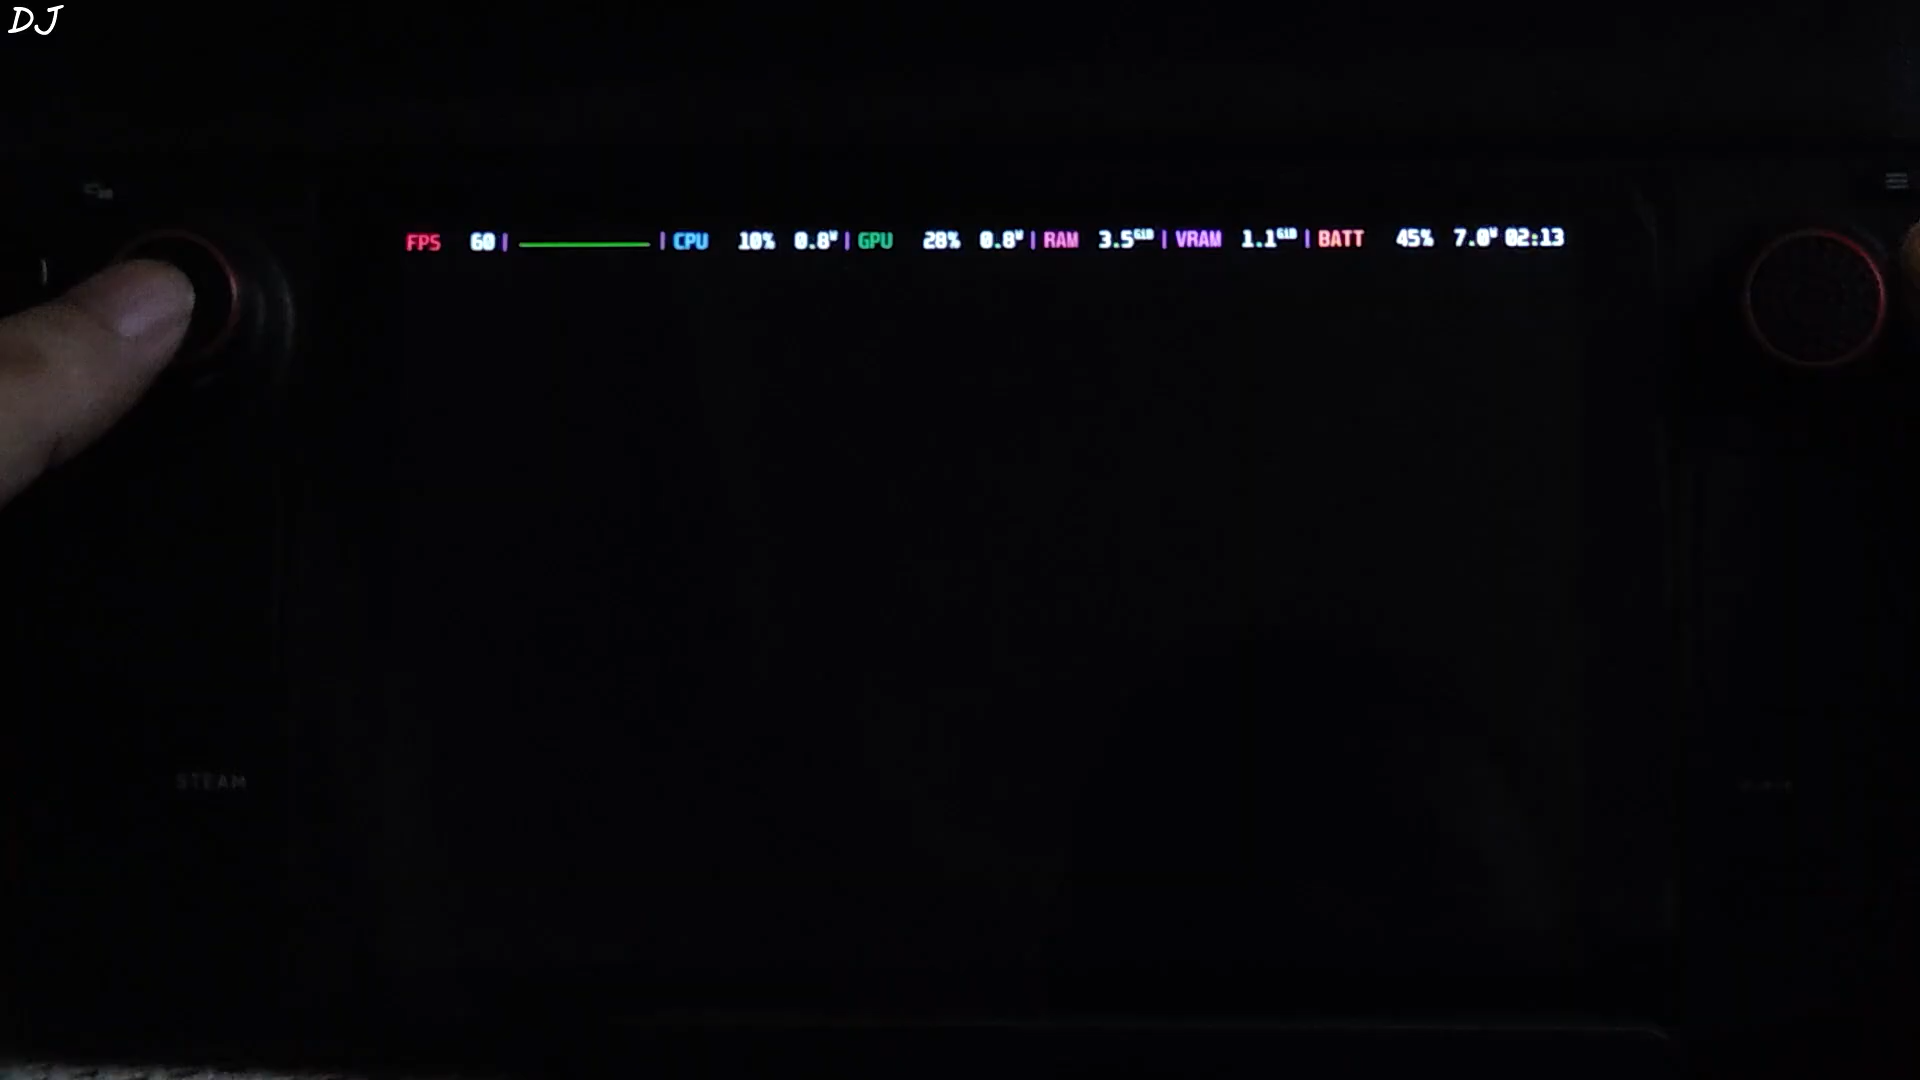 DJ
FPS 60 | | CPU 10% 0.8W | GPU 28% 0.8W | RAM 3.5GiB | VRAM 1.1GiB | BATT 45% 7.0W 02:13
STEAM